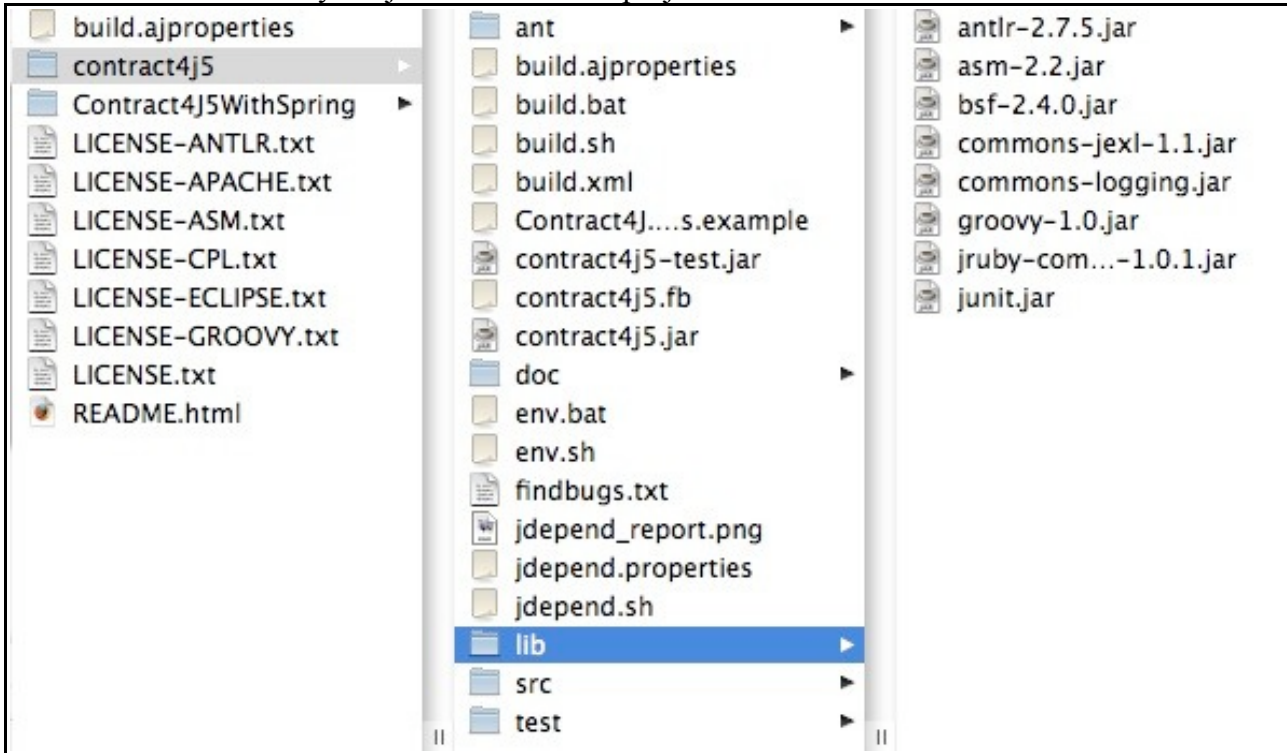 build.ajproperties
contract4j5
Contract4J5WithSpring
LICENSE-ANTLR.txt
LICENSE-APACHE.txt
LICENSE-ASM.txt
LICENSE-CPL.txt
LICENSE-ECLIPSE.txt
LICENSE-GROOVY.txt
LICENSE.txt
README.html
ant
build.ajproperties
build.bat
build.sh
build.xml
Contract4J....s.example
contract4j5-test.jar
contract4j5.fb
contract4j5.jar
doc
env.bat
env.sh
findbugs.txt
jdepend_report.png
jdepend.properties
jdepend.sh
lib
src
test
antlr-2.7.5.jar
asm-2.2.jar
bsf-2.4.0.jar
commons-jexl-1.1.jar
commons-logging.jar
groovy-1.0.jar
jruby-com...-1.0.1.jar
junit.jar